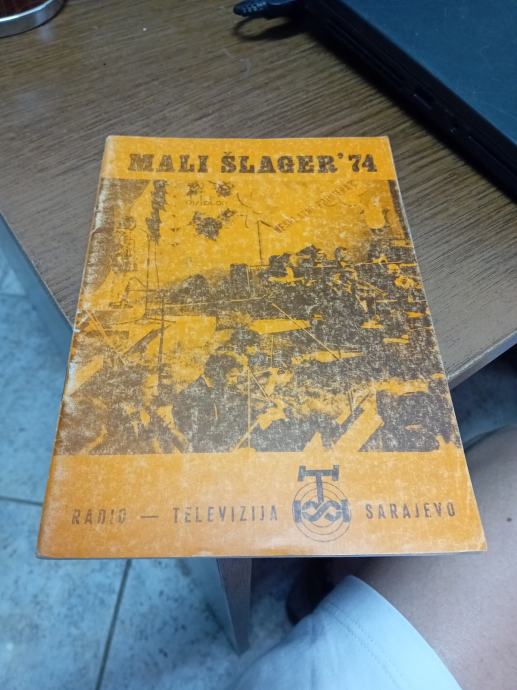 MALI ŠLAGER '74
RADIO — TELEVIZIJA SARAJEVO